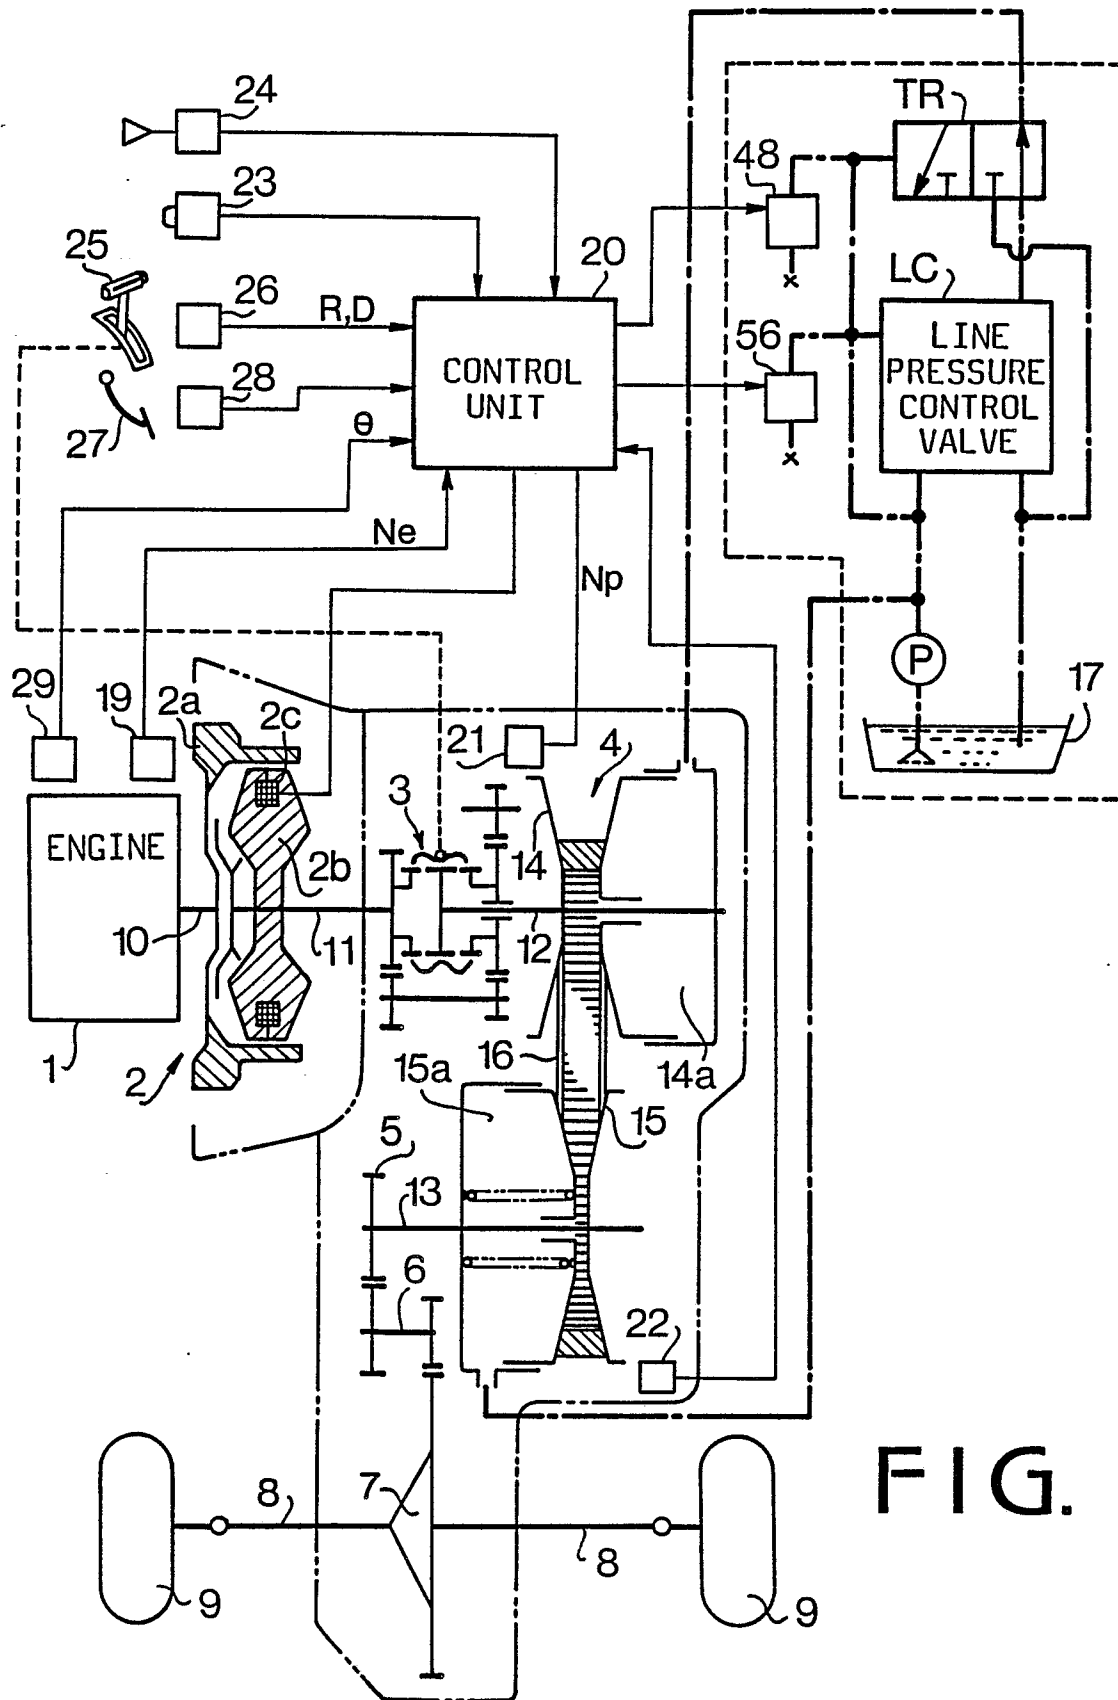 24
TR
23
48
25
20
LC
26
R,D
56
LINE
PRESSURE
CONTROL
VALVE
CONTROL
UNIT
28
27
θ
Ne
Np
P
29
19
2a
2c
21
4
17
3
14
ENGINE
2b
10
11
12
16
14a
1
2
15a
15
5
13
6
22
7
8
8
9
9
FIG.